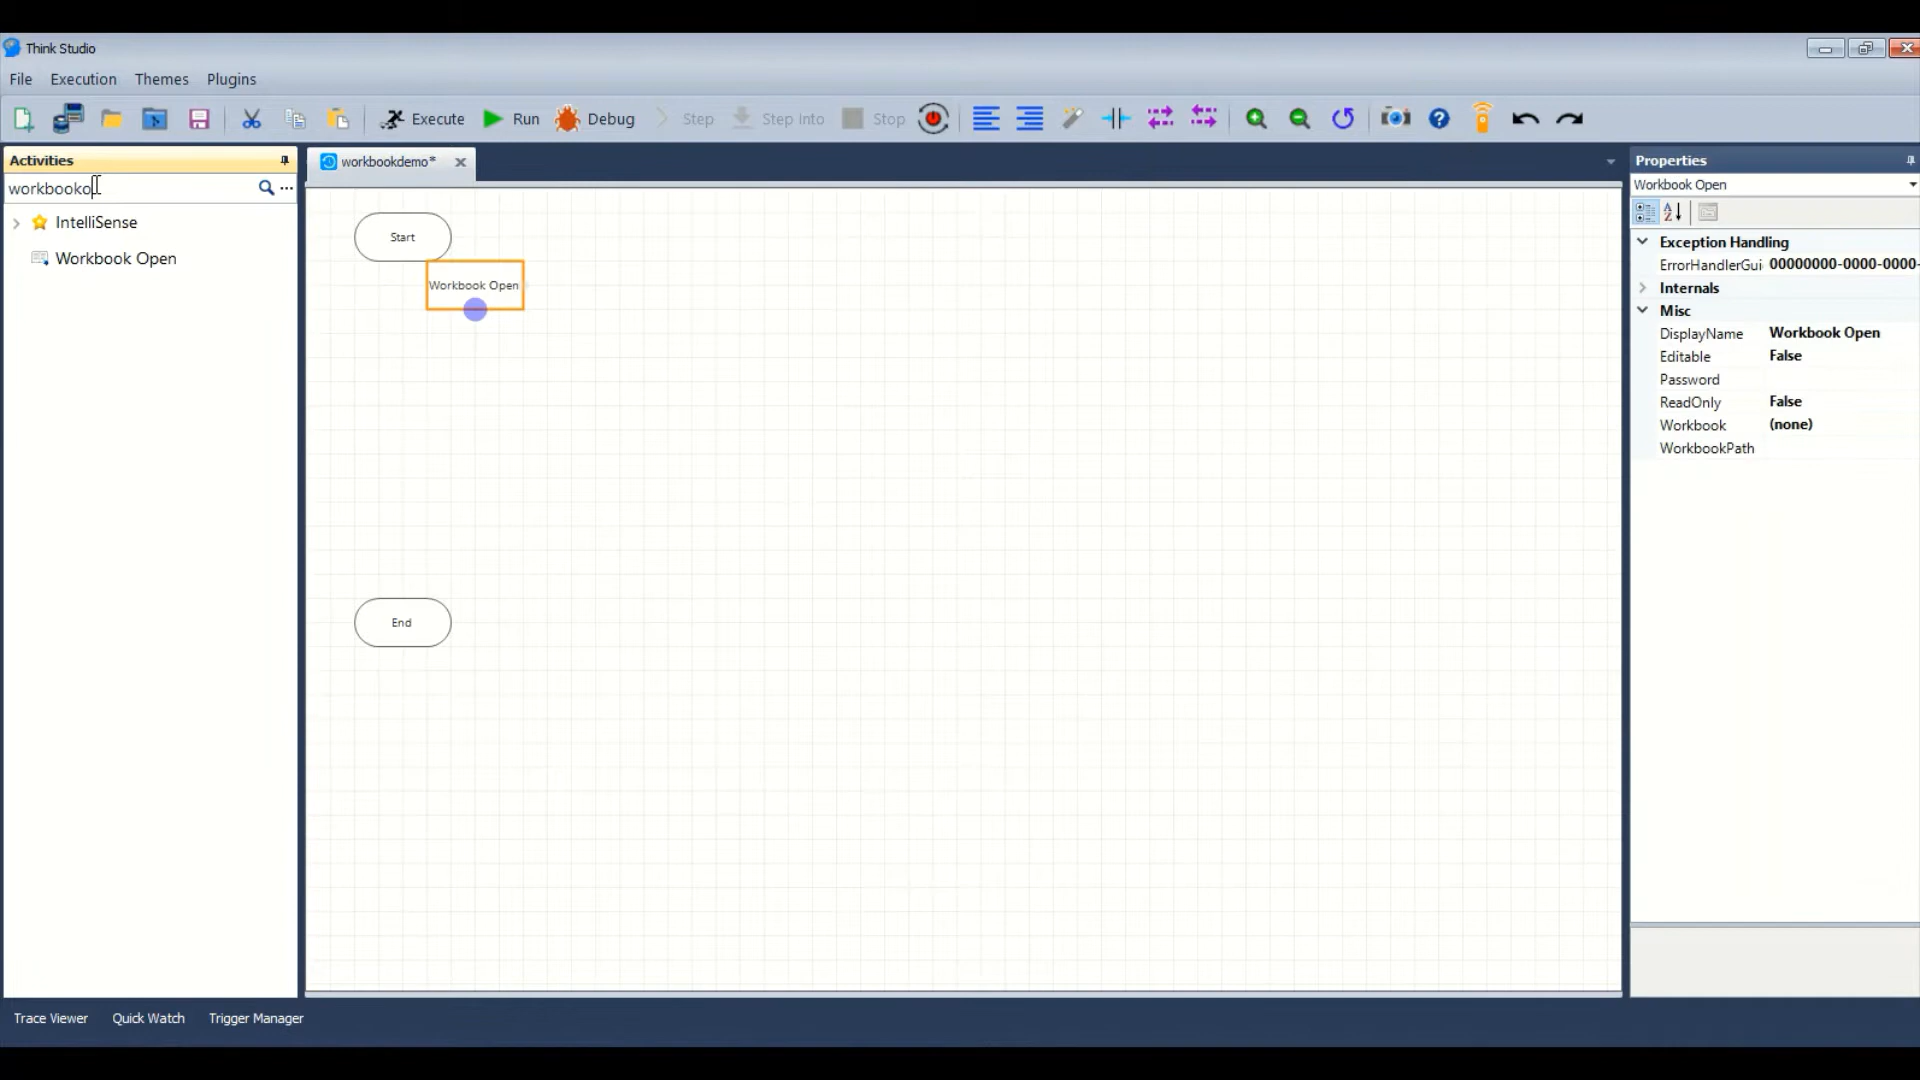 Think Studio
File Execution Themes Plugins
Execute Run Debug Step Step Into Stop
Activities
workbooko
IntelliSense
Workbook Open
workbookdemo*
Start
Workbook Open
End
Properties
Workbook Open
Exception Handling
ErrorHandlerGui 00000000-0000-0000-
Internals
Misc
DisplayName Workbook Open
Editable False
Password
ReadOnly False
Workbook (none)
WorkbookPath
Trace Viewer Quick Watch Trigger Manager